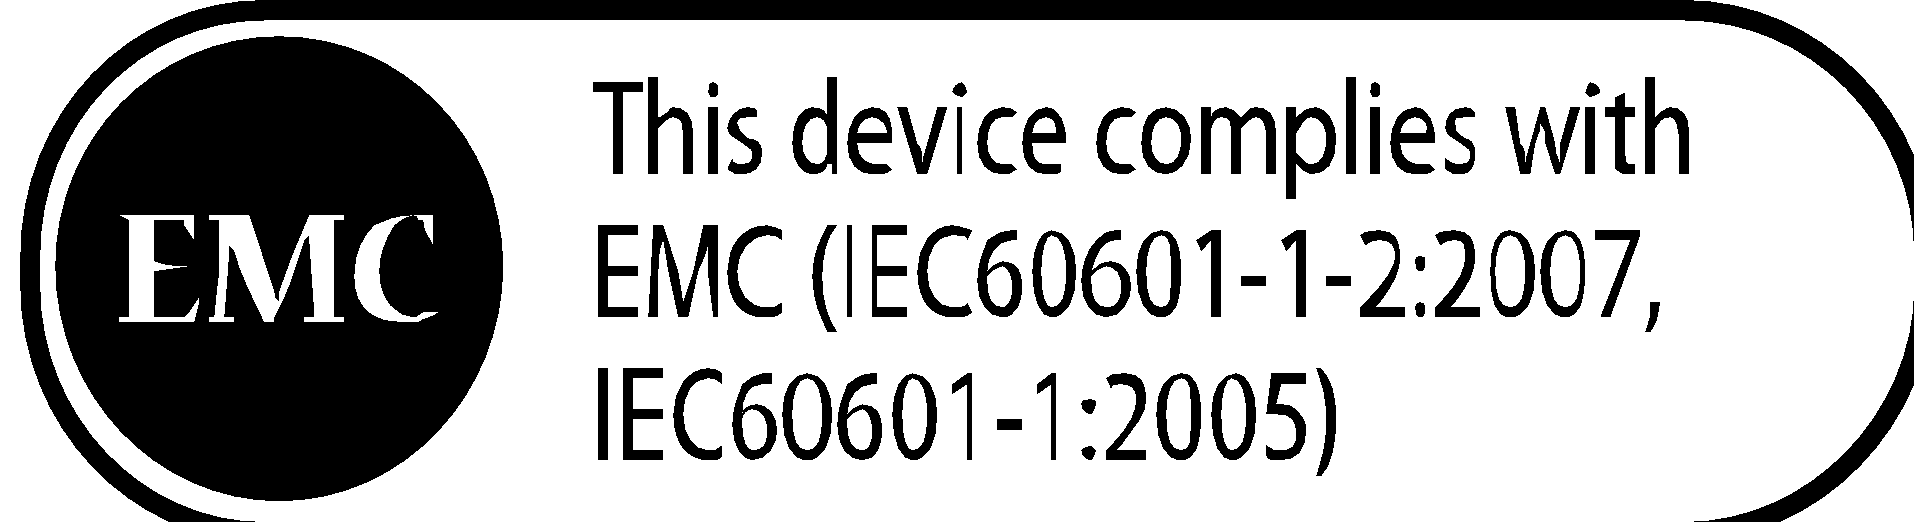 EMC
This device complies with
EMC (IEC60601-1-2:2007,
IEC60601-1:2005)